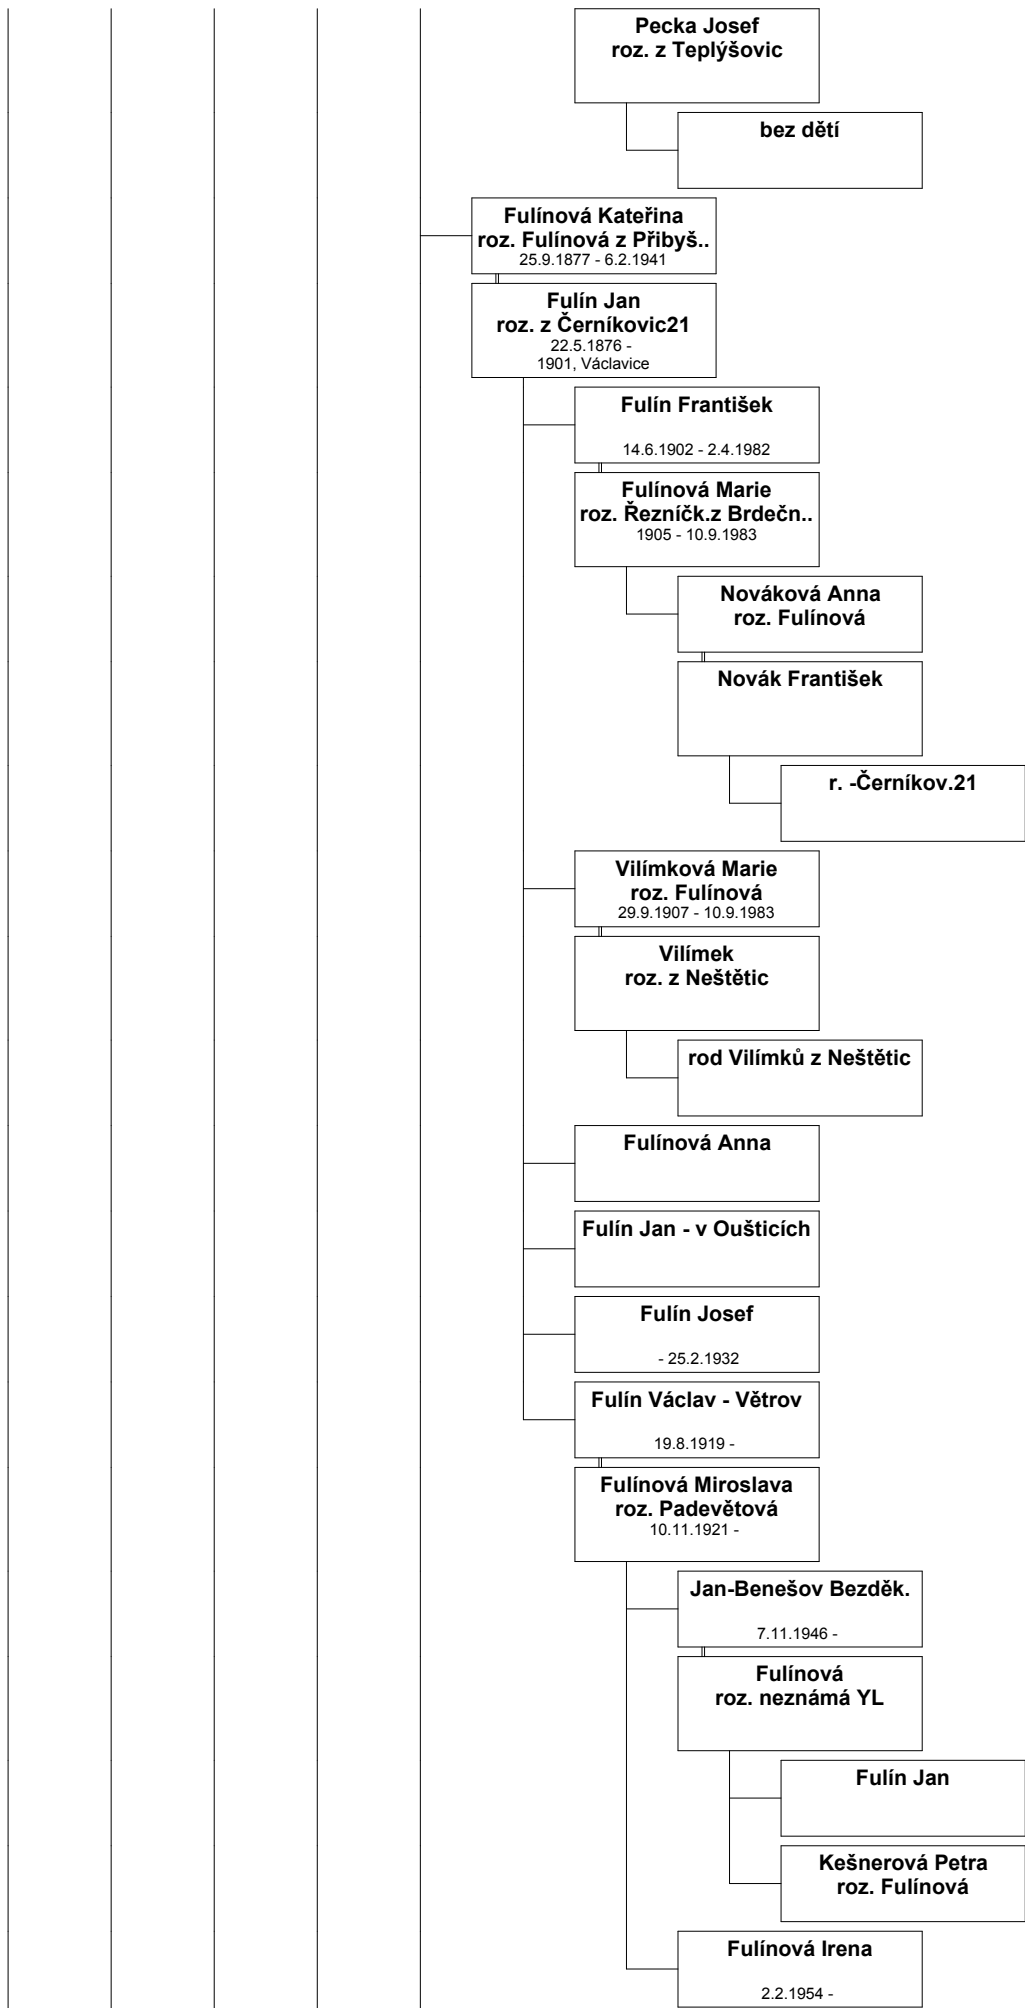 Pecka Josef
roz. z Teplýšovic
bez dětí
Fulínová Kateřina
roz. Fulínová z Přibyš..
25.9.1877 - 6.2.1941
Fulín Jan
roz. z Černíkovic21
22.5.1876 -
1901, Václavice
Fulín František
14.6.1902 - 2.4.1982
Fulínová Marie
roz. Řezníčk.z Brdečn..
1905 - 10.9.1983
Nováková Anna
roz. Fulínová
Novák František
r. -Černíkov.21
Vilímková Marie
roz. Fulínová
29.9.1907 - 10.9.1983
Vilímek
roz. z Neštětic
rod Vilímků z Neštětic
Fulínová Anna
Fulín Jan - v Oušticích
Fulín Josef
- 25.2.1932
Fulín Václav - Větrov
19.8.1919 -
Fulínová Miroslava
roz. Padevětová
10.11.1921 -
Jan-Benešov Bezděk.
7.11.1946 -
Fulínová
roz. neznámá YL
Fulín Jan
Kešnerová Petra
roz. Fulínová
Fulínová Irena
2.2.1954 -